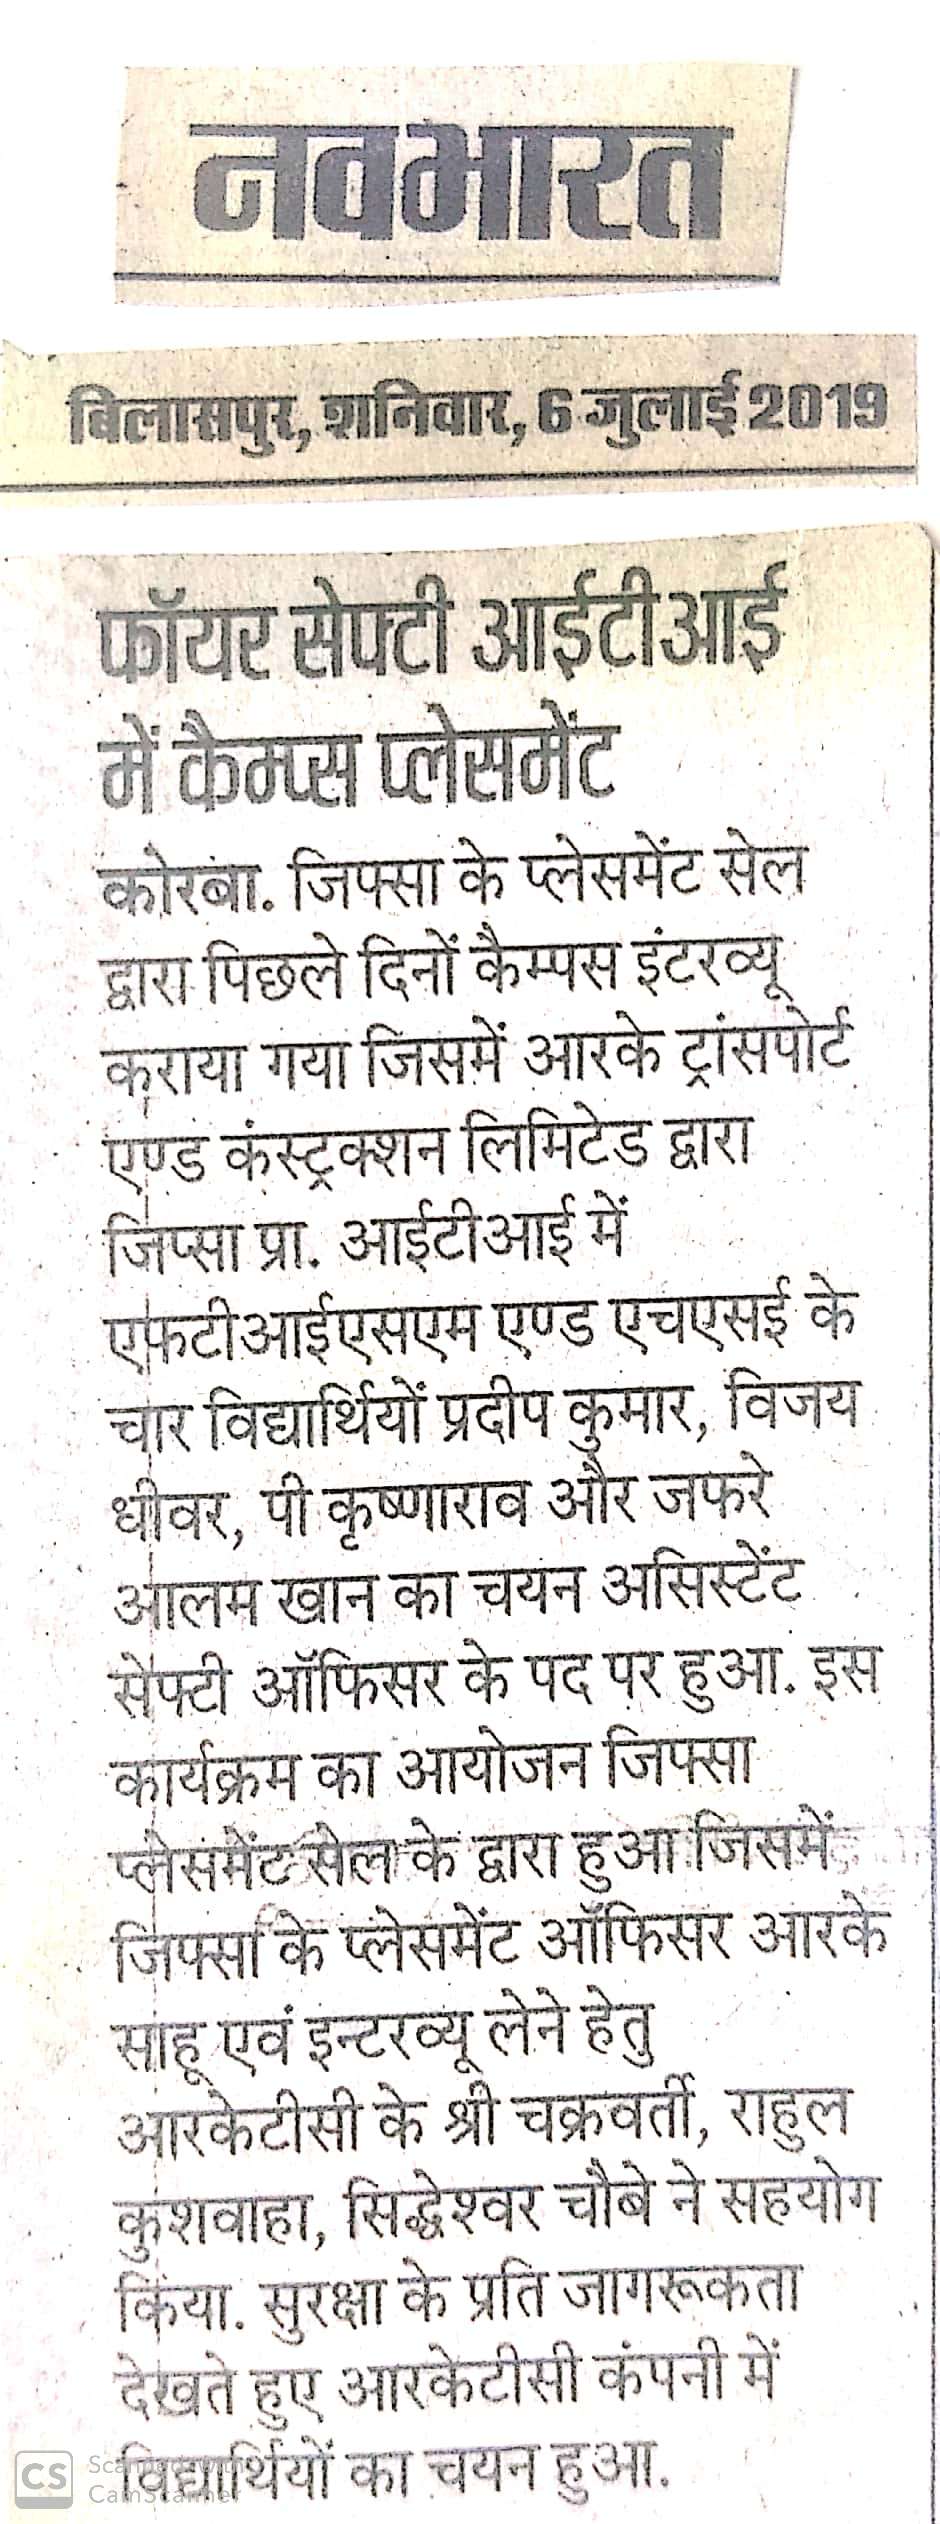 नवभारत
बिलासपुर, शनिवार, 6 जुलाई 2019
फॉयर सेफ्टी आईटीआई
में कैम्प्स प्लेसमेंट
कोरबा. जिफ्सा के प्लेसमेंट सेल
द्वारा पिछले दिनों कैम्पस इंटरव्यू
कराया गया जिसमें आरके ट्रांसपोर्ट
एण्ड कंस्ट्रक्शन लिमिटेड द्वारा
जिप्सा प्रा. आईटीआई में
एफटीआईएसएम एण्ड एचएसई के
चार विद्यार्थियों प्रदीप कुमार, विजय
धीवर, पी कृष्णाराव और जफरे
आलम खान का चयन असिस्टेंट
सेफ्टी ऑफिसर के पद पर हुआ. इस
कार्यक्रम का आयोजन जिफ्सा
प्लेसमेंट सेल के द्वारा हुआ जिसमें
जिफ्सा के प्लेसमेंट ऑफिसर आरके
साहू एवं इन्टरव्यू लेने हेतु
आरकेटीसी के श्री चक्रवर्ती, राहुल
कुशवाहा, सिद्धेश्वर चौबे ने सहयोग
किया. सुरक्षा के प्रति जागरूकता
देखते हुए आरकेटीसी कंपनी में
विद्यार्थियों का चयन हुआ.
CS Scanned with
CamScanner